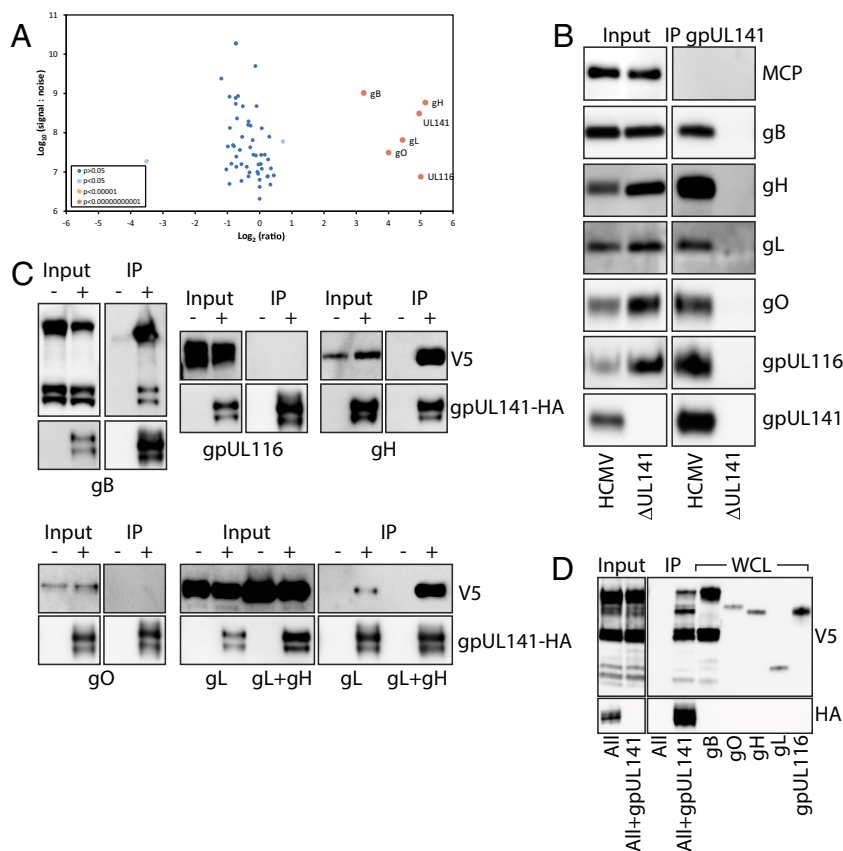 A
11
10
9
8
7
6
Log10 (signal : noise)
gB
gH
UL141
gL
gO
UL116
p>0.05
p<0.05
p<0.00001
p<0.00000000001
-6 -5 -4 -3 -2 -1 0 1 2 3 4 5 6
Log2 (ratio)
B
Input IP gpUL141
MCP
gB
gH
gL
gO
gpUL116
gpUL141
HCMV ΔUL141 HCMV ΔUL141
C
Input IP
- + - +
gB
Input IP
- + - +
gpUL116
Input IP
- + - +
V5
gpUL141-HA
gH
Input IP
- + - +
gO
Input IP
- + - + - + - +
V5
gpUL141-HA
gL gL+gH gL gL+gH
D
Input IP WCL
V5
HA
All All+gpUL141 All All+gpUL141 gB gO gH gL gpUL116